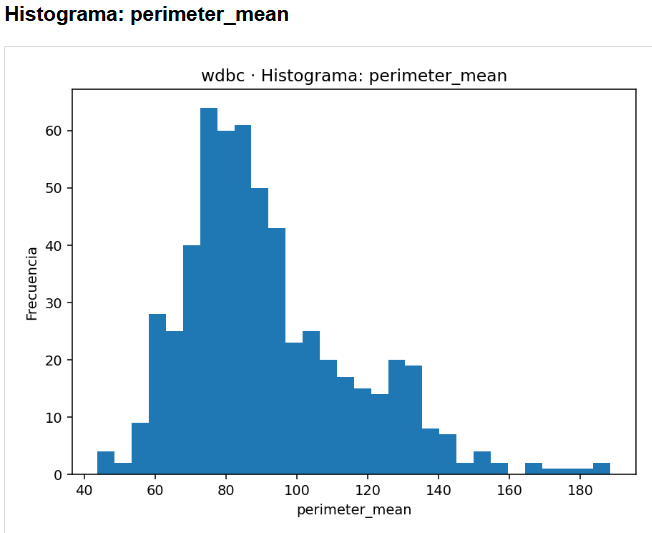 Histograma: perimeter_mean
wdbc · Histograma: perimeter_mean
Frecuencia
60
50
40
30
20
10
0
40 60 80 100 120 140 160 180
perimeter_mean